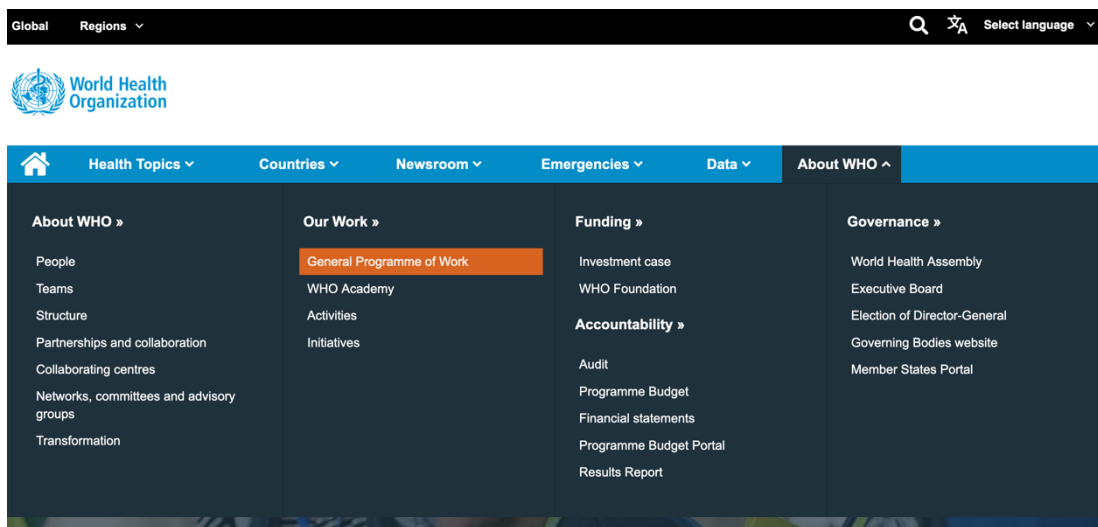 Global Regions Select language
World Health
Organization
Health Topics Countries Newsroom Emergencies Data About WHO
About WHO »
People
Teams
Structure
Partnerships and collaboration
Collaborating centres
Networks, committees and advisory
groups
Transformation
Our Work »
General Programme of Work
WHO Academy
Activities
Initiatives
Funding »
Investment case
WHO Foundation
Accountability »
Audit
Programme Budget
Financial statements
Programme Budget Portal
Results Report
Governance »
World Health Assembly
Executive Board
Election of Director-General
Governing Bodies website
Member States Portal